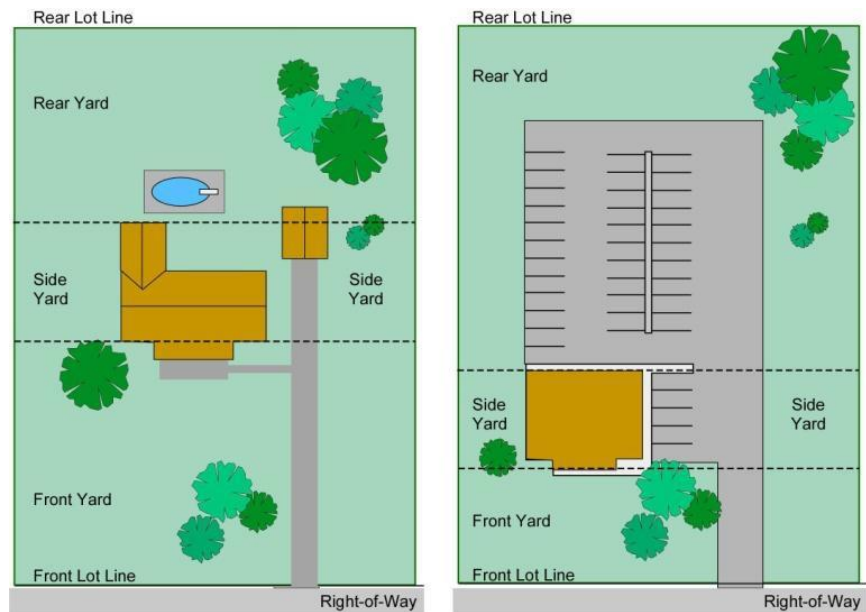 Rear Lot Line
Rear Yard
Side
Yard
Side
Yard
Front Yard
Front Lot Line
Right-of-Way
Rear Lot Line
Rear Yard
Side
Yard
Side
Yard
Front Yard
Front Lot Line
Right-of-Way